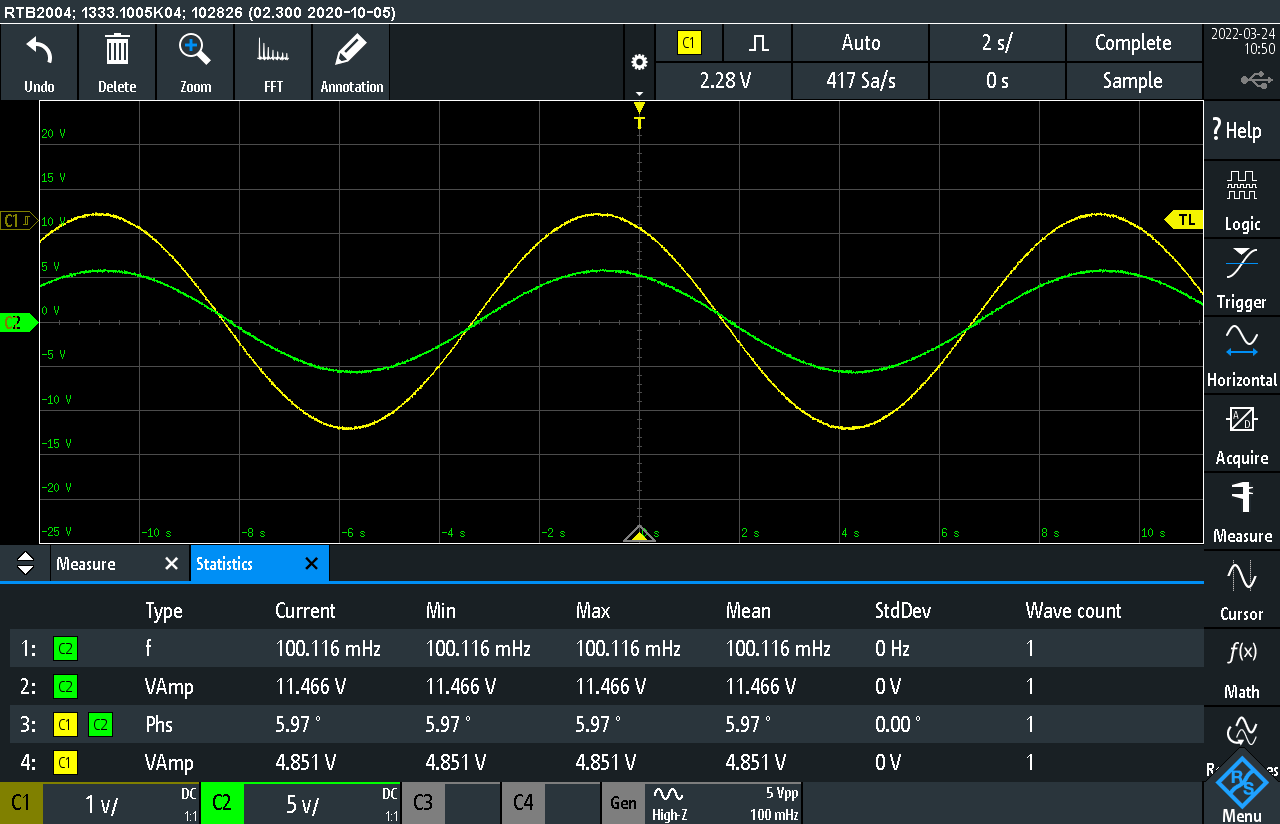 RTB2004; 1333.1005K04; 102826 (02.300 2020-10-05)
Undo Delete Zoom FFT Annotation
C1 Auto 2 s/ Complete
2.28 V 417 Sa/s 0 s Sample
2022-03-24
10:50
? Help
Logic
Trigger
Horizontal
Acquire
Measure
Cursor
f(x)
Math
Menu
T
TL
C1
C2
20 V
15 V
10 V
5 V
0 V
-5 V
-10 V
-15 V
-20 V
-25 V
-10 s -8 s -6 s -4 s -2 s s 2 s 4 s 6 s 8 s 10 s
Measure Statistics
Type Current Min Max Mean StdDev Wave count
1: C2 f 100.116 mHz 100.116 mHz 100.116 mHz 100.116 mHz 0 Hz 1
2: C2 VAmp 11.466 V 11.466 V 11.466 V 11.466 V 0 V 1
3: C1 C2 Phs 5.97 ° 5.97 ° 5.97 ° 5.97 ° 0.00 ° 1
4: C1 VAmp 4.851 V 4.851 V 4.851 V 4.851 V 0 V 1
C1 1 V/ DC 1:1 C2 5 V/ DC 1:1 C3 C4 Gen High-Z 5 Vpp 100 mHz
R&S